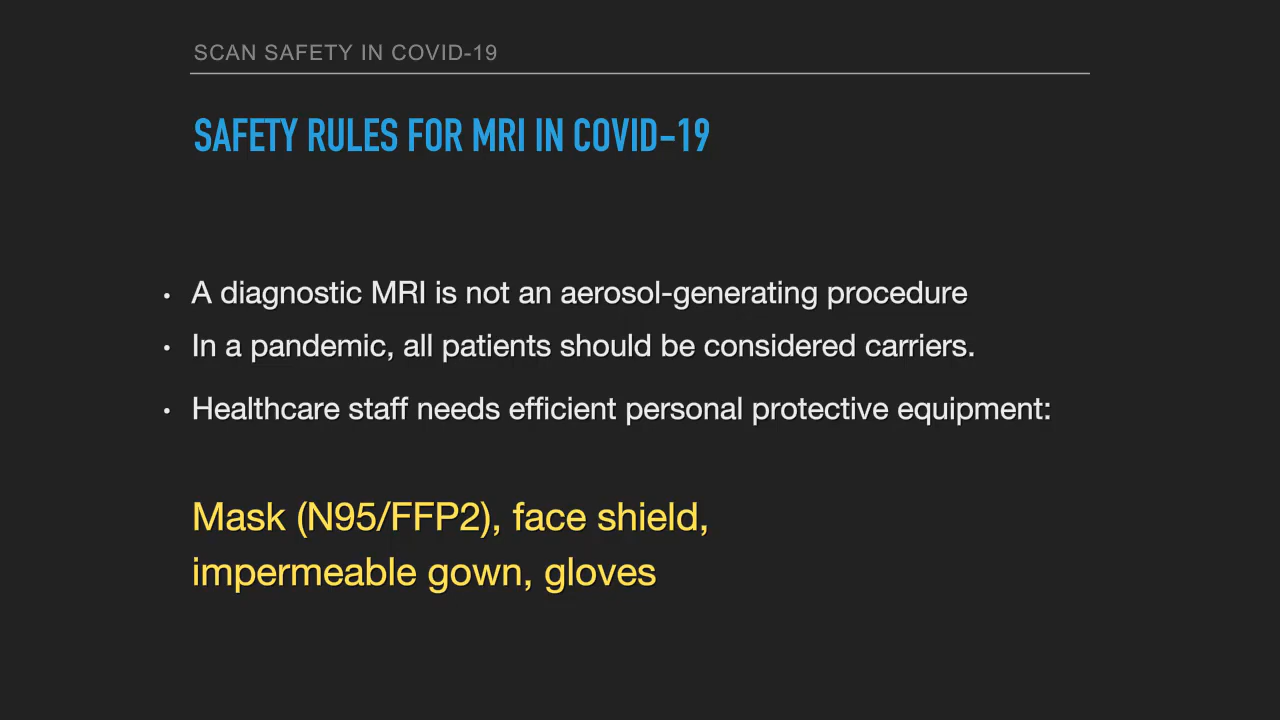 SCAN SAFETY IN COVID-19
SAFETY RULES FOR MRI IN COVID-19
• A diagnostic MRI is not an aerosol-generating procedure
• In a pandemic, all patients should be considered carriers.
• Healthcare staff needs efficient personal protective equipment:
Mask (N95/FFP2), face shield,
impermeable gown, gloves